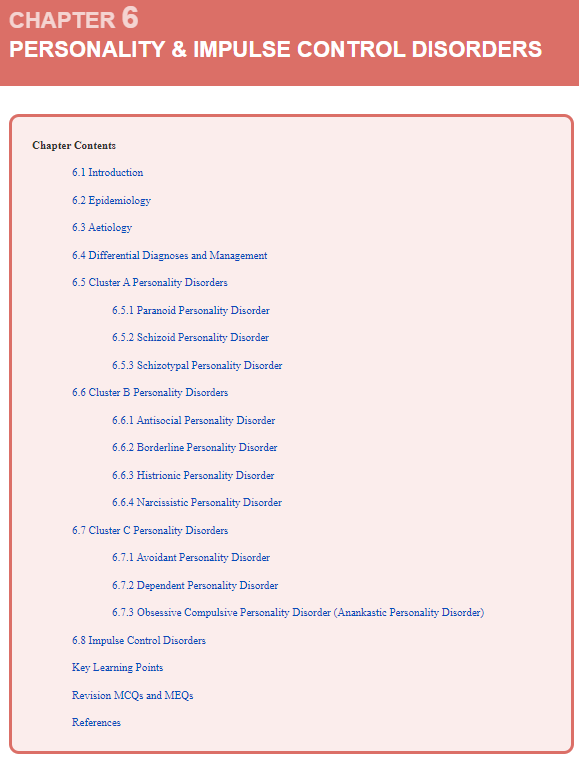 CHAPTER 6
PERSONALITY & IMPULSE CONTROL DISORDERS
Chapter Contents
6.1 Introduction
6.2 Epidemiology
6.3 Aetiology
6.4 Differential Diagnoses and Management
6.5 Cluster A Personality Disorders
6.5.1 Paranoid Personality Disorder
6.5.2 Schizoid Personality Disorder
6.5.3 Schizotypal Personality Disorder
6.6 Cluster B Personality Disorders
6.6.1 Antisocial Personality Disorder
6.6.2 Borderline Personality Disorder
6.6.3 Histrionic Personality Disorder
6.6.4 Narcissistic Personality Disorder
6.7 Cluster C Personality Disorders
6.7.1 Avoidant Personality Disorder
6.7.2 Dependent Personality Disorder
6.7.3 Obsessive Compulsive Personality Disorder (Anankastic Personality Disorder)
6.8 Impulse Control Disorders
Key Learning Points
Revision MCQs and MEQs
References